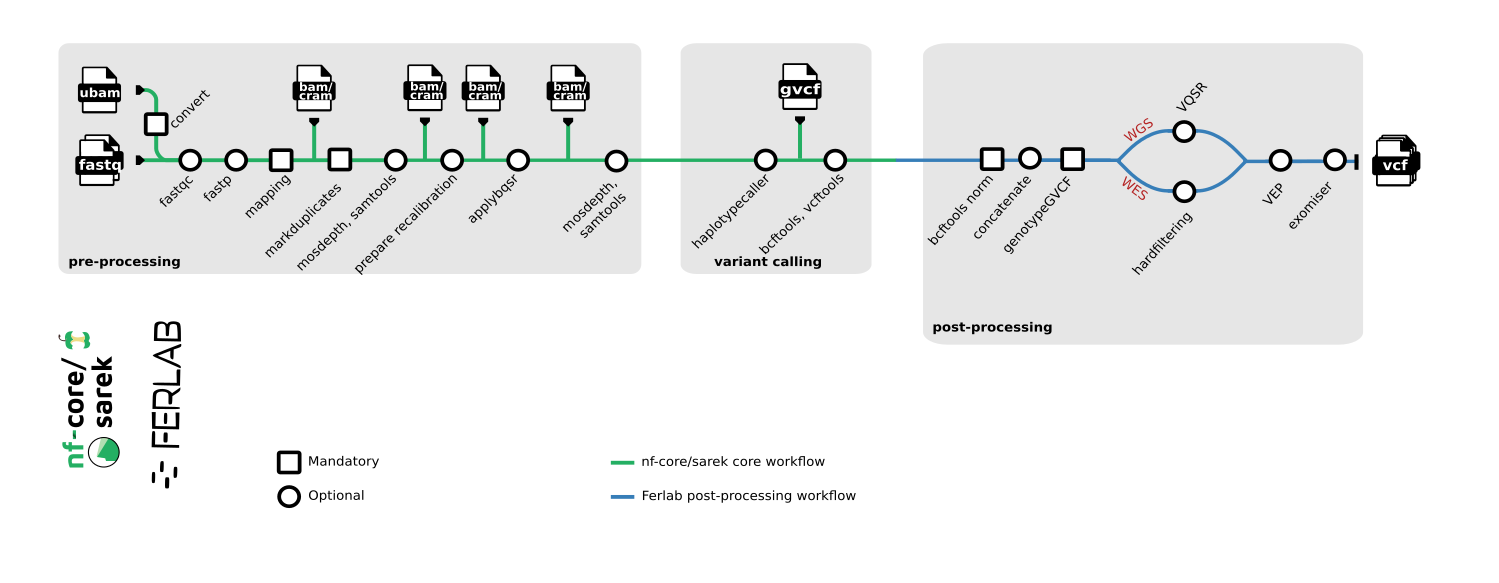 ubam
convert
fastq
bam/
cram
bam/
cram
bam/
cram
bam/
cram
fastqc
fastp
mapping
markduplicates
mosdepth, samtools
prepare recalibration
applybqsr
mosdepth,
samtools
pre-processing
gvcf
haplotypecaller
bcftools, vcftools
variant calling
bcftools norm
concatenate
genotypeGVCF
WGS
VQSR
WES
hardfiltering
VEP
exomiser
post-processing
vcf
nf-core/
sarek
FERLAB
Mandatory
Optional
nf-core/sarek core workflow
Ferlab post-processing workflow